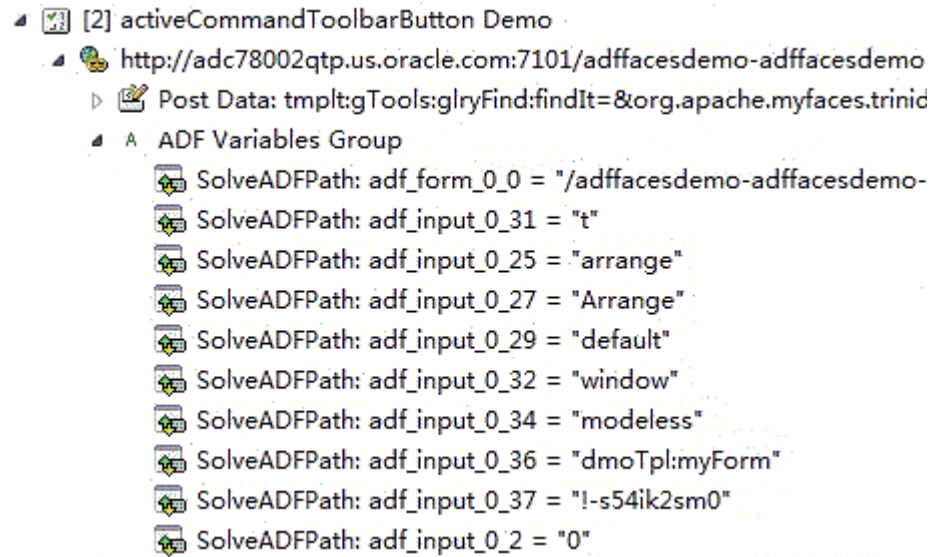 [2] activeCommandToolbarButton Demo
http://adc78002qtp.us.oracle.com:7101/adffacesdemo-adffacesdemo
Post Data: tmplt:gTools:glryFind:findIt=&org.apache.myfaces.trinid
A ADF Variables Group
SolveADFPath: adf_form_0_0 = "/adffacesdemo-adffacesdemo-
SolveADFPath: adf_input_0_31 = "t"
SolveADFPath: adf_input_0_25 = "arrange"
SolveADFPath: adf_input_0_27 = "Arrange"
SolveADFPath: adf_input_0_29 = "default"
SolveADFPath: adf_input_0_32 = "window"
SolveADFPath: adf_input_0_34 = "modeless"
SolveADFPath: adf_input_0_36 = "dmoTpl:myForm"
SolveADFPath: adf_input_0_37 = "!-s54ik2sm0"
SolveADFPath: adf_input_0_2 = "0"